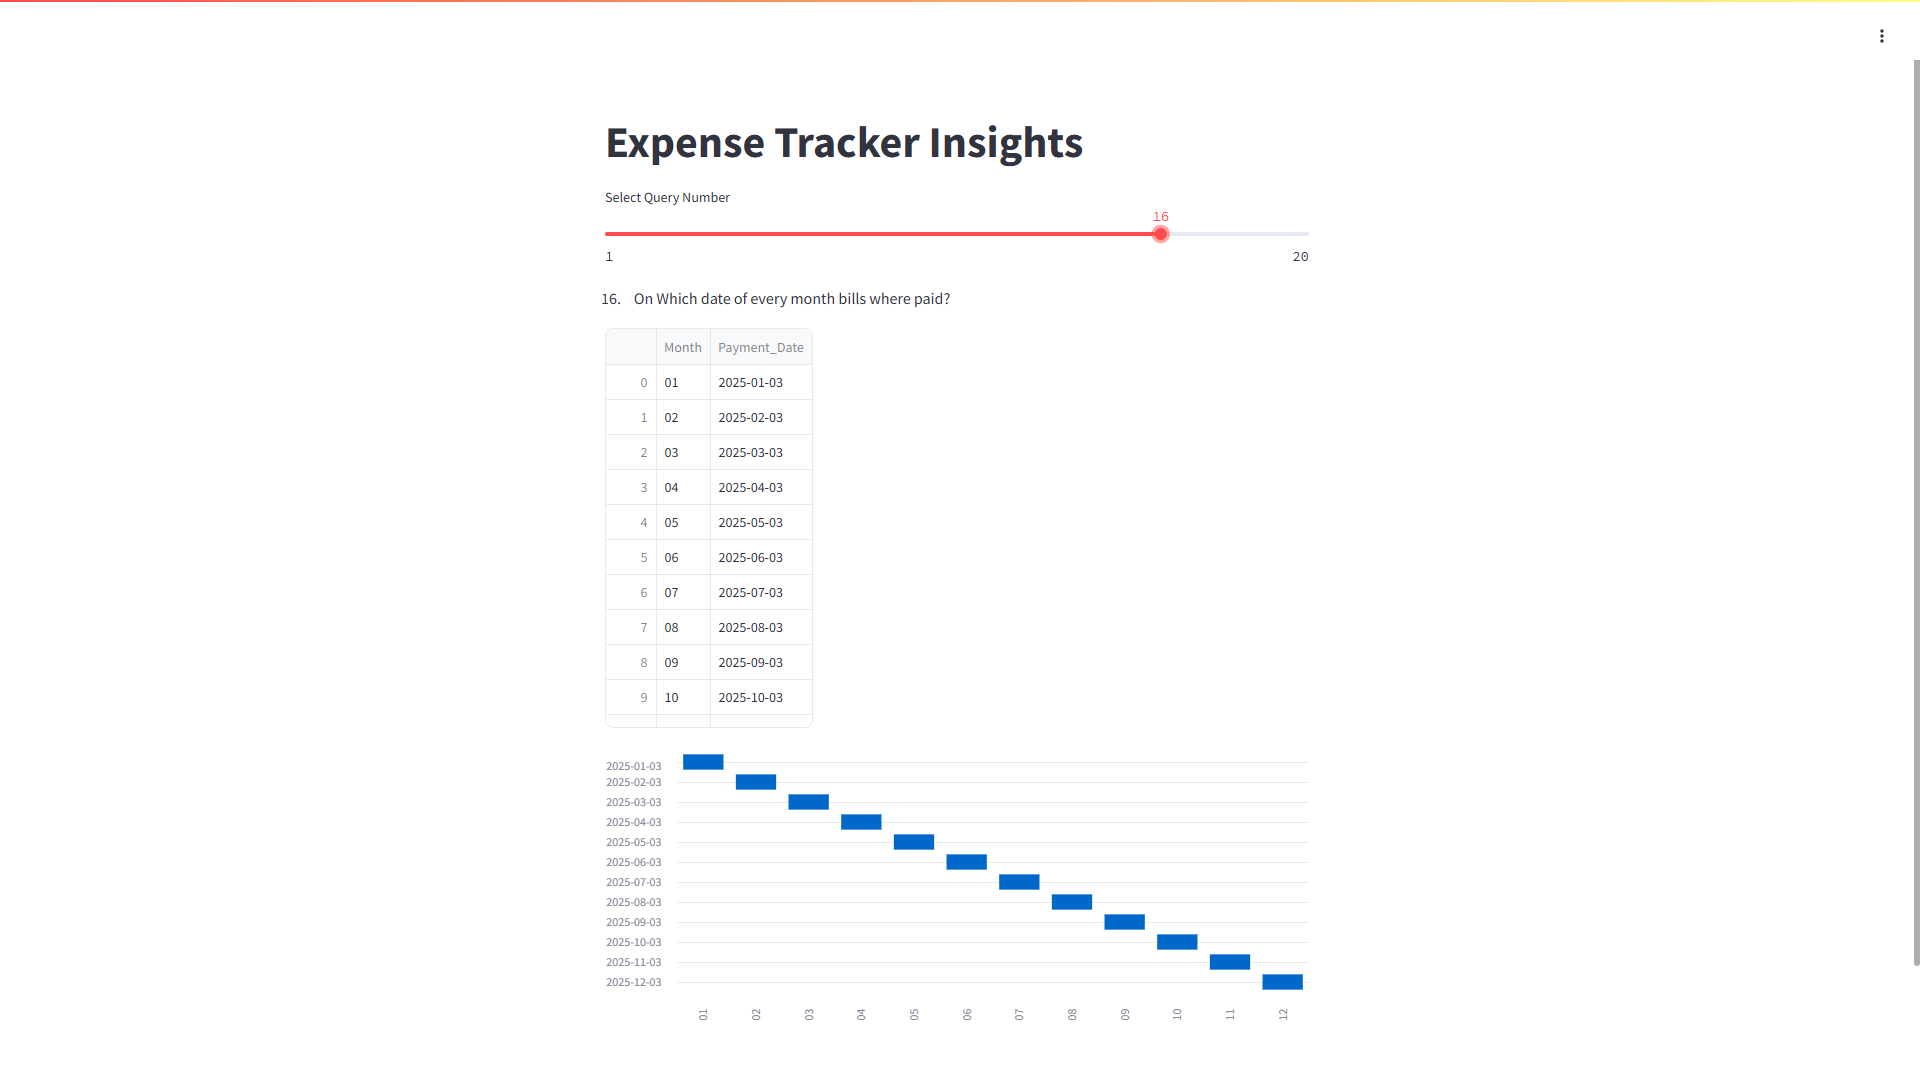 Expense Tracker Insights
Select Query Number
16
1 20
16. On Which date of every month bills where paid?
Month Payment_Date
0 01 2025-01-03
1 02 2025-02-03
2 03 2025-03-03
3 04 2025-04-03
4 05 2025-05-03
5 06 2025-06-03
6 07 2025-07-03
7 08 2025-08-03
8 09 2025-09-03
9 10 2025-10-03
2025-01-03
2025-02-03
2025-03-03
2025-04-03
2025-05-03
2025-06-03
2025-07-03
2025-08-03
2025-09-03
2025-10-03
2025-11-03
2025-12-03
01 02 03 04 05 06 07 08 09 10 11 12